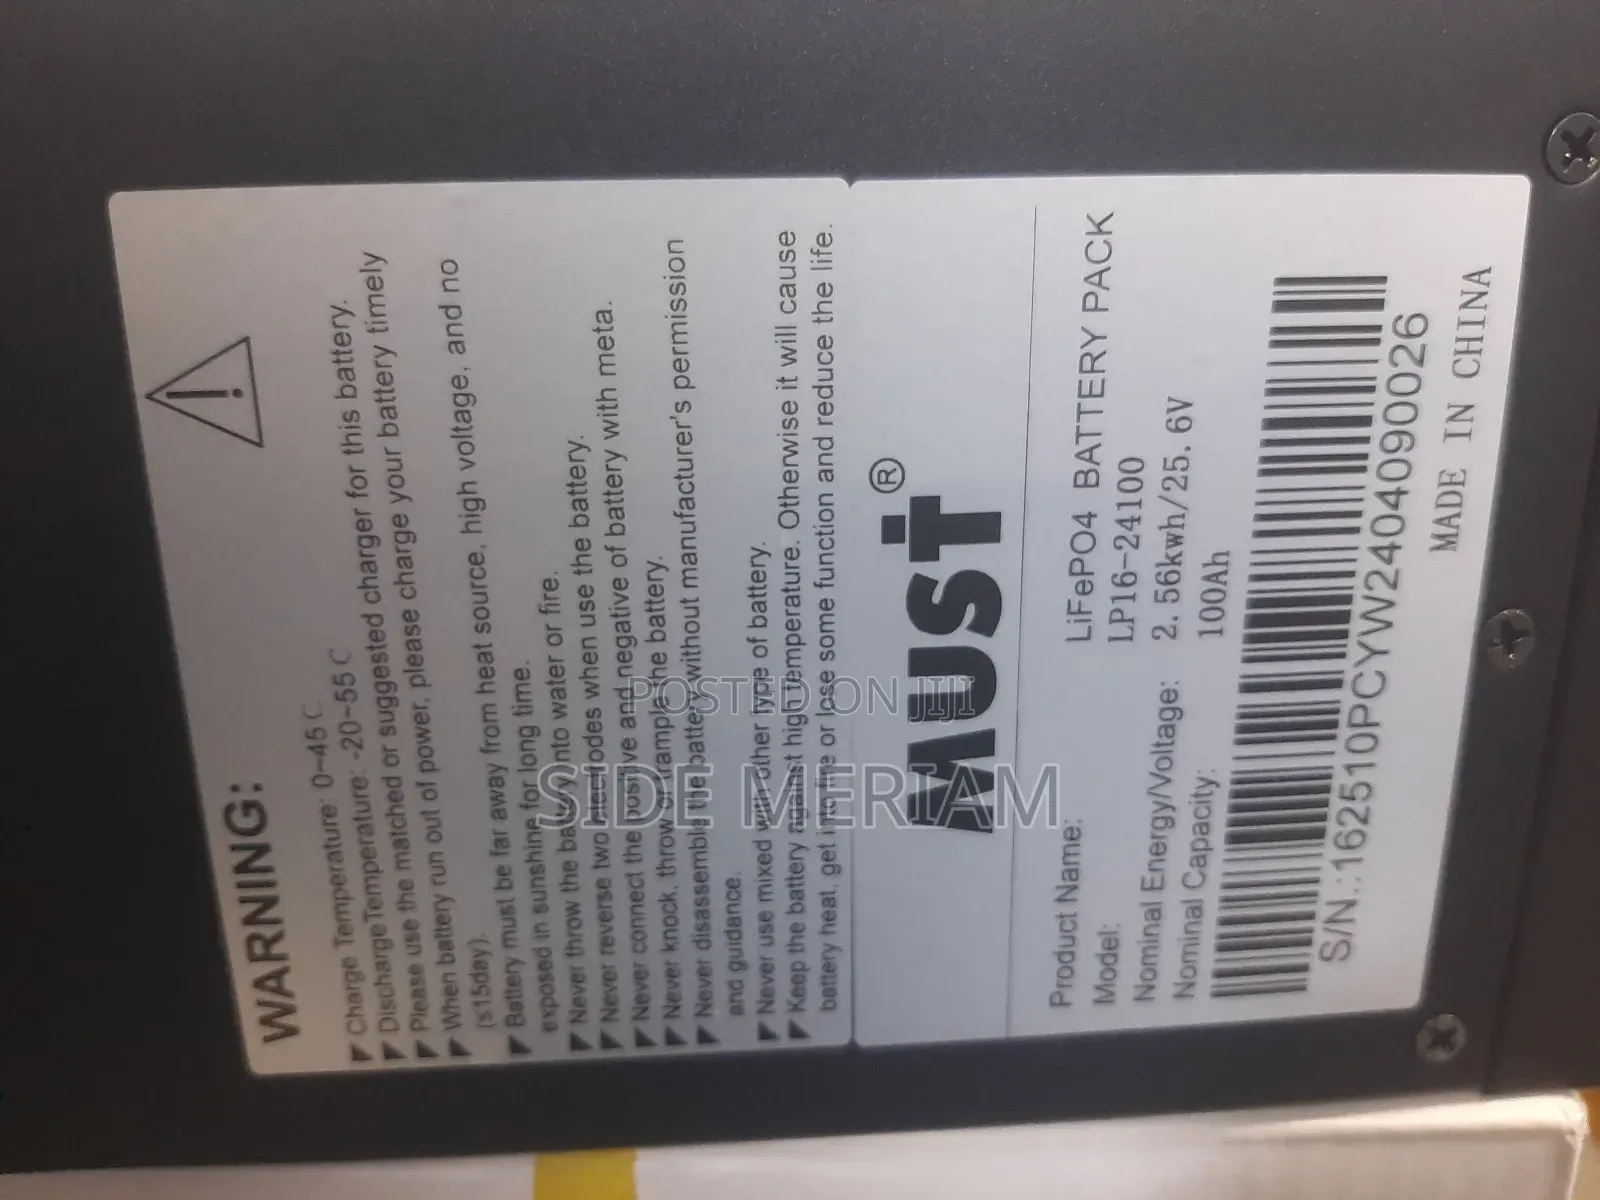 WARNING:
Charge Temperature: 0~45 C
DischargeTemperature: -20~55 C
Please use the matched or suggested charger for this battery.
When battery run out of power, please charge your battery timely
(≤15day).
Battery must be far away from heat source, high voltage, and no
exposed in sunshine for long time.
Never throw the battery into water or fire.
Never reverse two electrodes when use the battery.
Never connect the positive and negative of battery with meta.
Never knock, throw or trample the battery.
Never disassemble the battery without manufacturer's permission
and guidance.
Never use mixed with other type of battery.
Keep the battery against high temperature. Otherwise it will cause
battery heat, get into fire or lose some function and reduce the life.
MUST®
Product Name: LiFePO4 BATTERY PACK
Model: LP16-24100
Nominal Energy/Voltage: 2.56kwh/25.6V
Nominal Capacity: 100Ah
S/N.:162510PCYW2404090026
MADE IN CHINA
POSTED ON JIJI
SIDE MERIAM